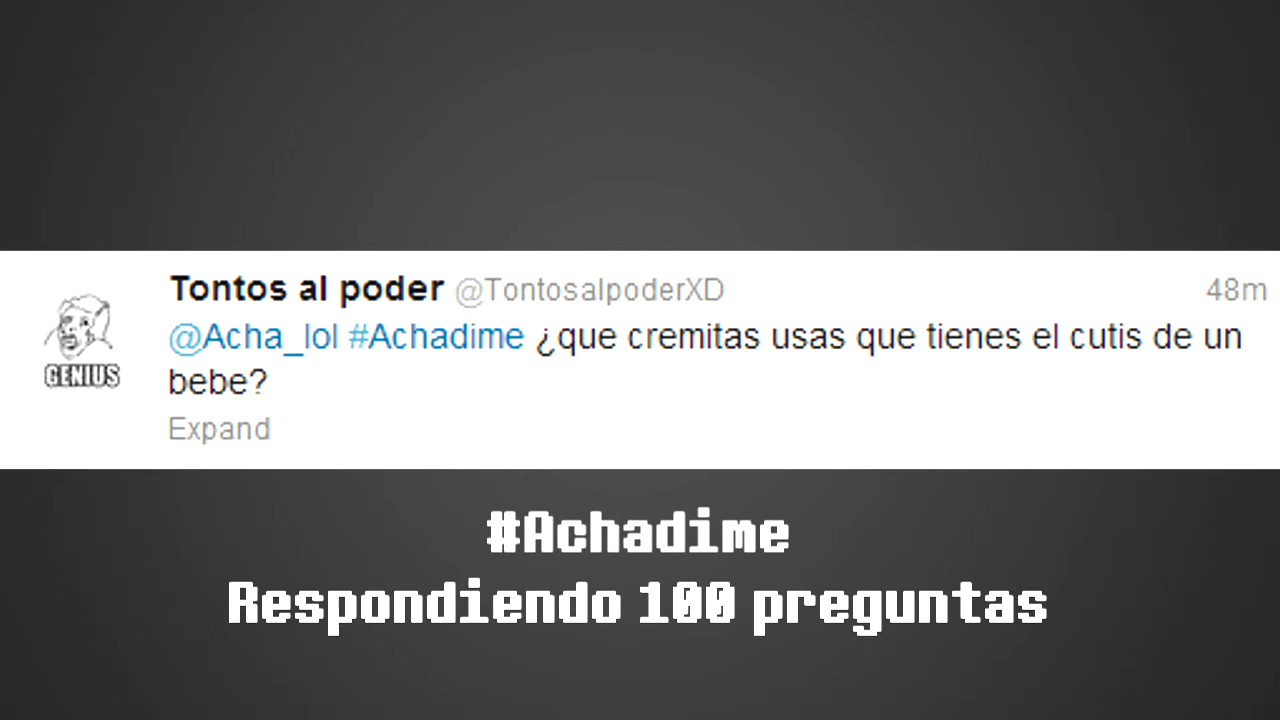 Tontos al poder @TontosalpoderXD 48m
@Acha_lol #Achadime ¿que cremitas usas que tienes el cutis de un
bebe?
GENIUS
Expand
#Achadime
Respondiendo 100 preguntas